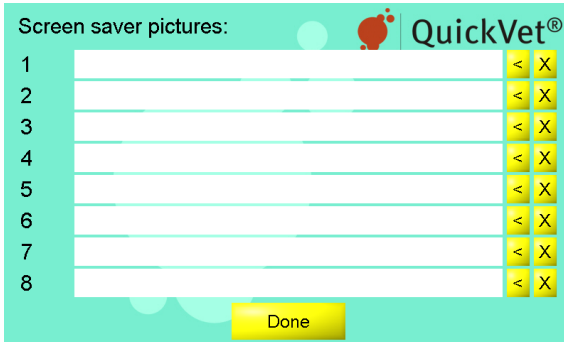 Screen saver pictures:
QuickVet®
1 < X
2 < X
3 < X
4 < X
5 < X
6 < X
7 < X
8 < X
Done